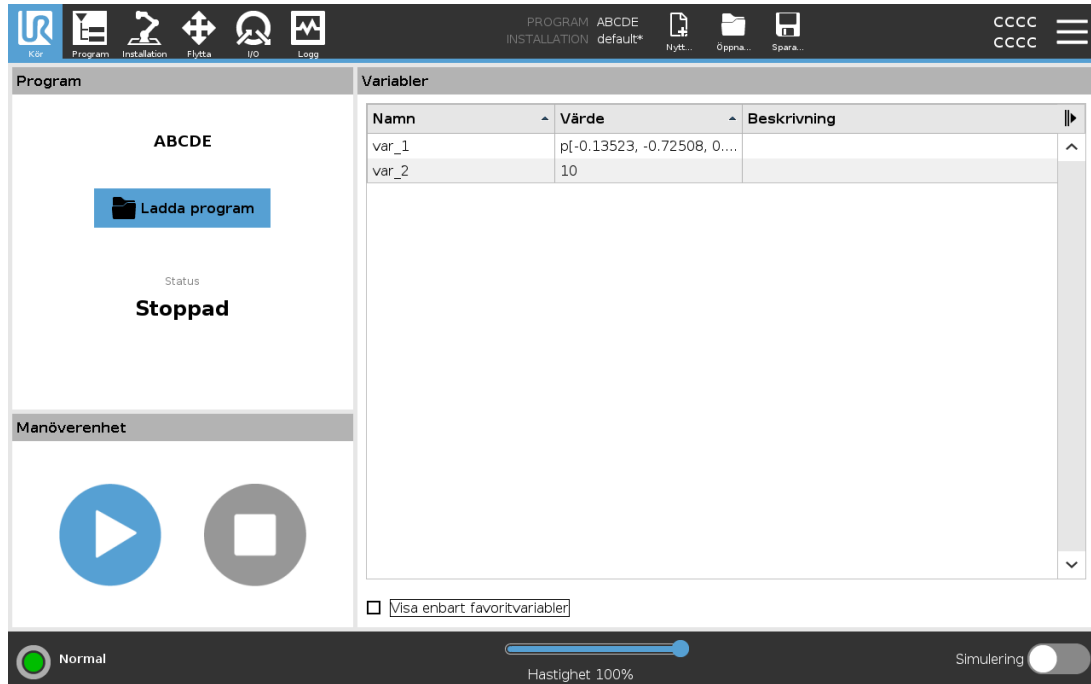 UR
PROGRAM ABCDE
INSTALLATION default*
CCCC
CCCC
Kör
Program
Installation
Flytta
I/O
Logg
Nytt...
Öppna...
Spara...
Program
ABCDE
Ladda program
Status
Stoppad
Manöverenhet
Variabler
Namn Värde Beskrivning
var_1 p[-0.13523, -0.72508, 0....
var_2 10
Visa enbart favoritvariabler
Normal
Hastighet 100%
Simulering